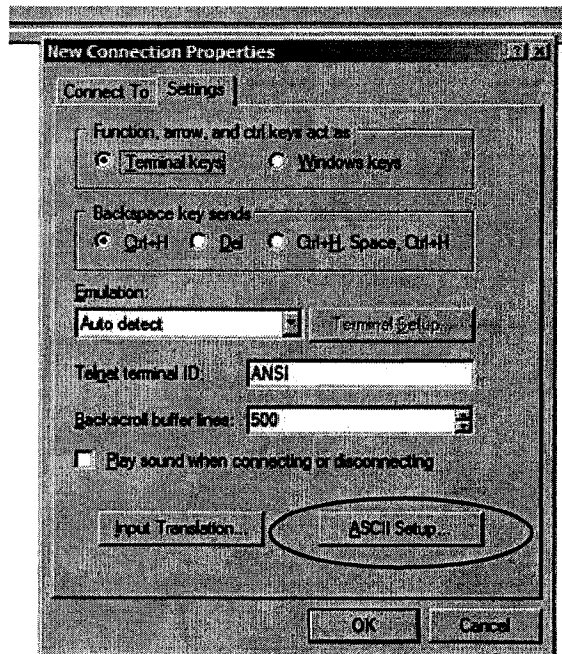 New Connection Properties
Connect To Settings
Function, arrow, and ctrl keys act as
Terminal keys Windows keys
Backspace key sends
Ctrl+H Del Ctrl+H, Space, Ctrl+H
Emulation:
Auto detect Terminal Setup...
Telnet terminal ID: ANSI
Backscroll buffer lines: 500
Play sound when connecting or disconnecting
Input Translation... ASCII Setup...
OK Cancel